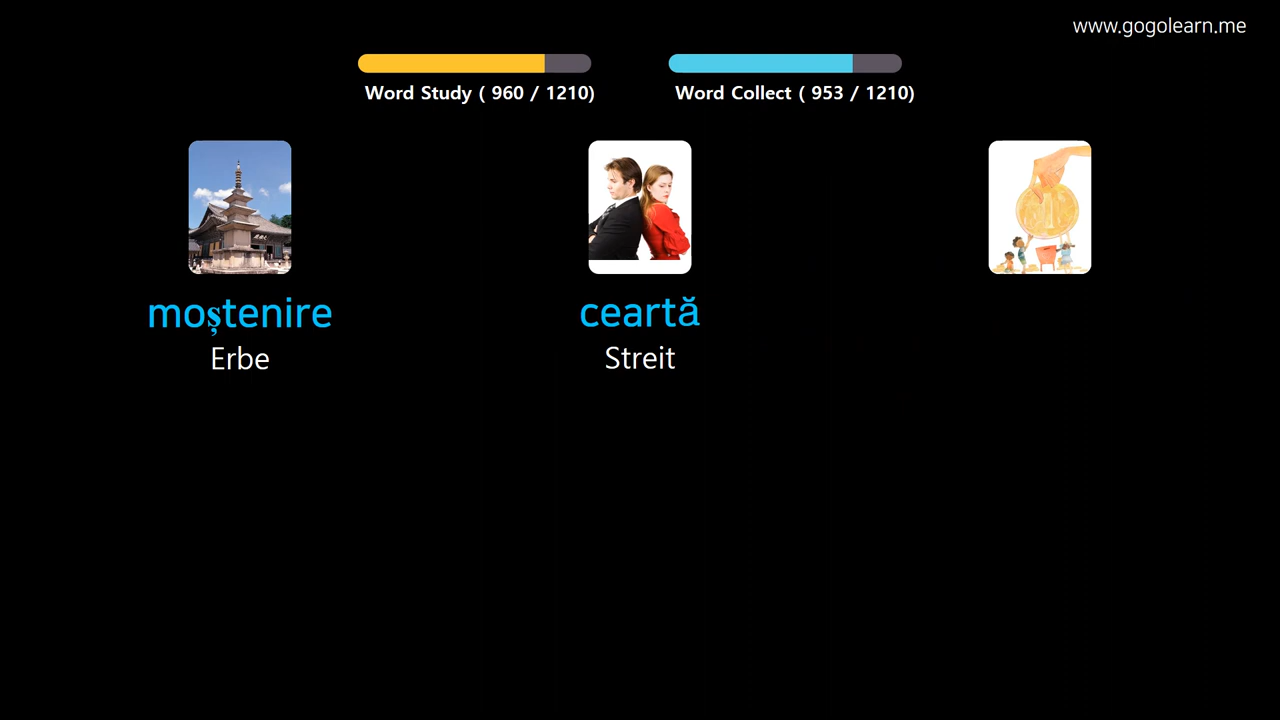 www.gogolearn.me
Word Study ( 960 / 1210)
Word Collect ( 953 / 1210)
moștenire
Erbe
ceartă
Streit